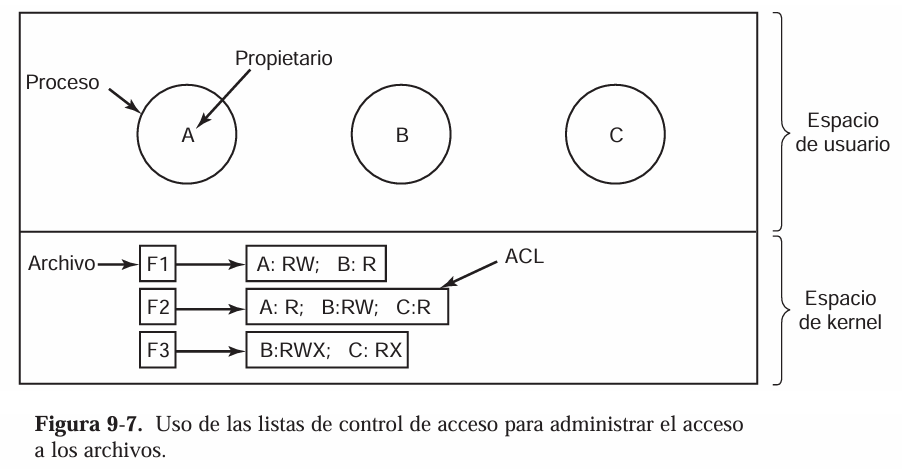 Propietario
Proceso
A
B
C
Espacio
de usuario
Archivo
F1
A: RW; B: R
ACL
F2
A: R; B:RW; C:R
F3
B:RWX; C: RX
Espacio
de kernel
Figura 9-7. Uso de las listas de control de acceso para administrar el acceso
a los archivos.